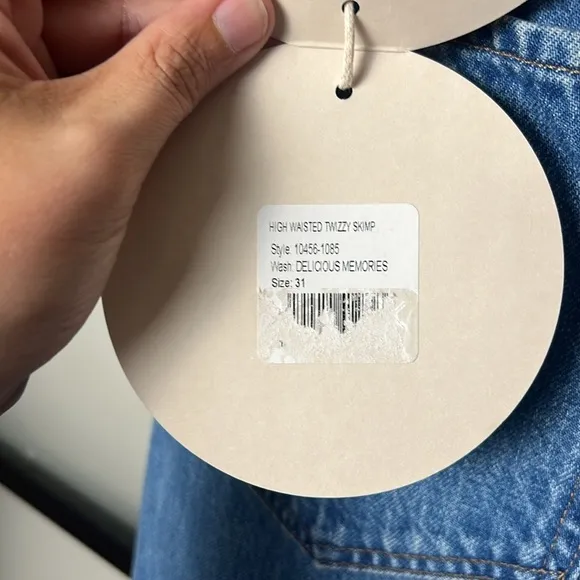 HIGH WAISTED TWIZZY SKIMP
Style: 10456-1085
Wash: DELICIOUS MEMORIES
Size: 31